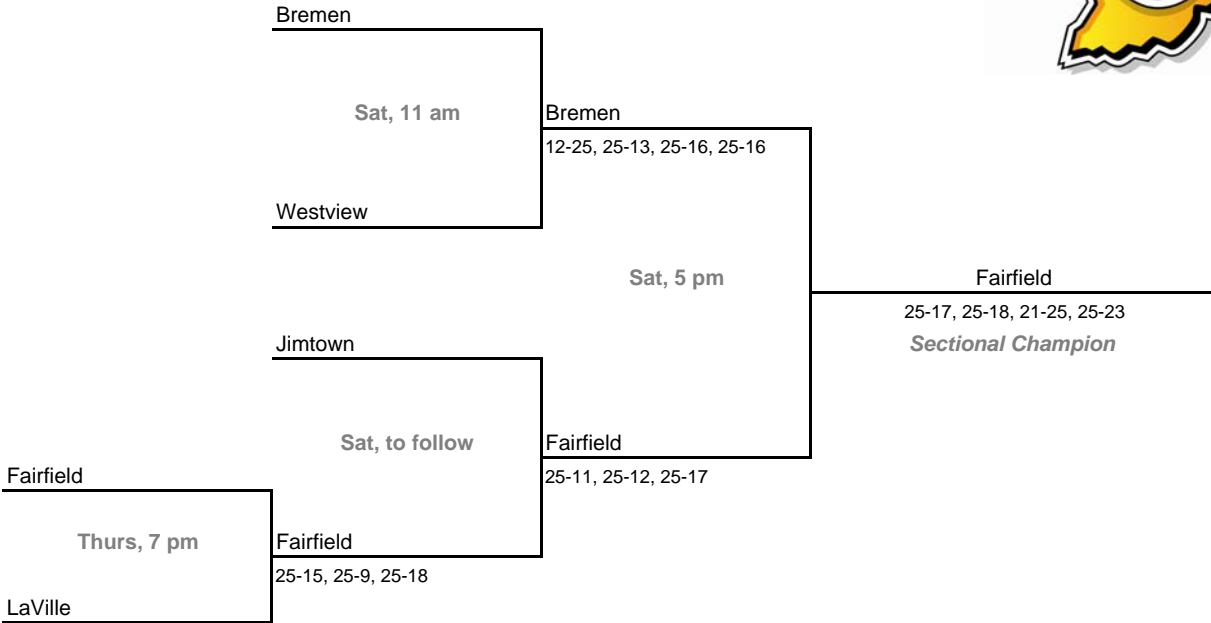 Bremen
Sat, 11 am
Bremen
12-25, 25-13, 25-16, 25-16
Westview
Sat, 5 pm
Fairfield
25-17, 25-18, 21-25, 25-23
Sectional Champion
Jimtown
Sat, to follow
Fairfield
25-11, 25-12, 25-17
Fairfield
Thurs, 7 pm
Fairfield
25-15, 25-9, 25-18
LaVille